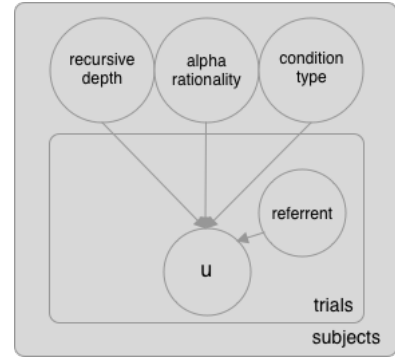 recursive
depth
alpha
rationality
condition
type
referrent
u
trials
subjects